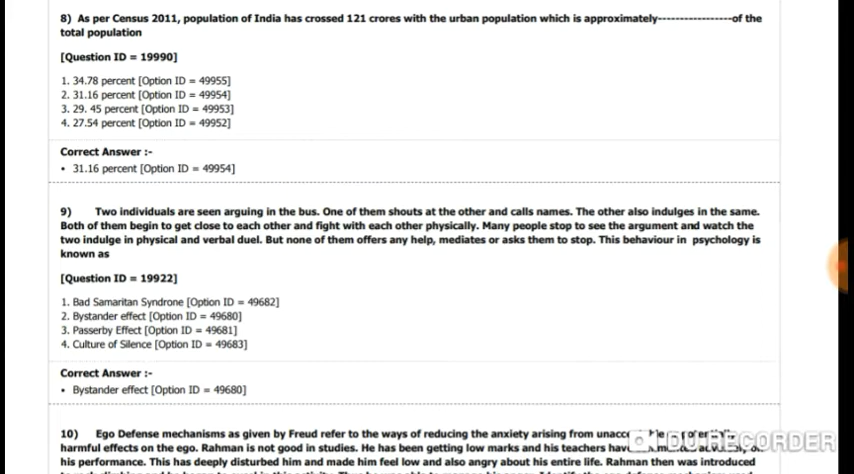 8) As per Census 2011, population of India has crossed 121 crores with the urban population which is approximately-----------------of the
total population
[Question ID = 19990]
1. 34.78 percent [Option ID = 49955]
2. 31.16 percent [Option ID = 49954]
3. 29. 45 percent [Option ID = 49953]
4. 27.54 percent [Option ID = 49952]
Correct Answer :-
• 31.16 percent [Option ID = 49954]
9) Two individuals are seen arguing in the bus. One of them shouts at the other and calls names. The other also indulges in the same.
Both of them begin to get close to each other and fight with each other physically. Many people stop to see the argument and watch the
two indulge in physical and verbal duel. But none of them offers any help, mediates or asks them to stop. This behaviour in psychology is
known as
[Question ID = 19922]
1. Bad Samaritan Syndrome [Option ID = 49682]
2. Bystander effect [Option ID = 49680]
3. Passerby Effect [Option ID = 49681]
4. Culture of Silence [Option ID = 49683]
Correct Answer :-
• Bystander effect [Option ID = 49680]
10) Ego Defense mechanisms as given by Freud refer to the ways of reducing the anxiety arising from
harmful effects on the ego. Rahman is not good in studies. He has been getting low marks and his teachers
his performance. This has deeply disturbed him and made him feel low and also angry about his entire life. Rahman then was introduced
DU RECORDER